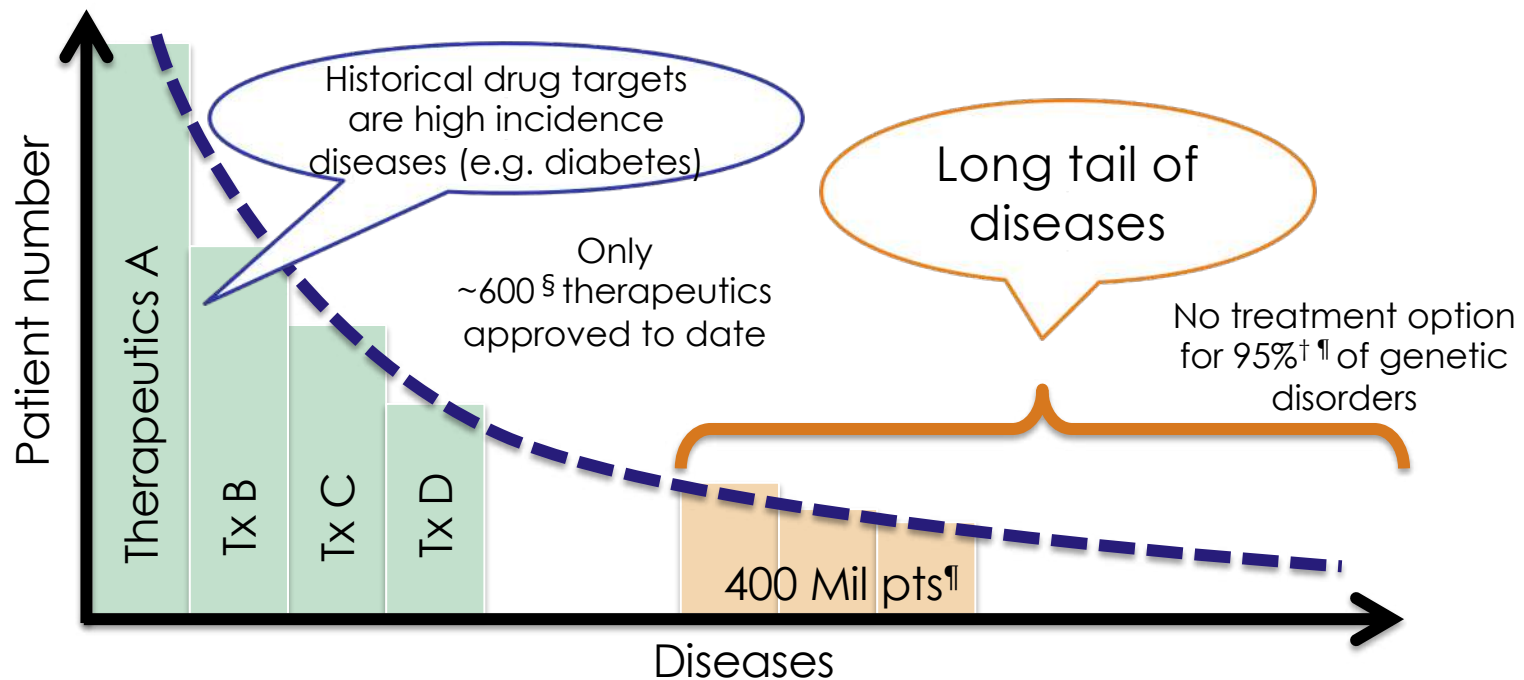 Patient number
Therapeutics A
Tx B
Tx C
Tx D
Historical drug targets
are high incidence
diseases (e.g. diabetes)
Only
~600 § therapeutics
approved to date
Long tail of
diseases
No treatment option
for 95%† ¶ of genetic
disorders
400 Mil pts¶
Diseases